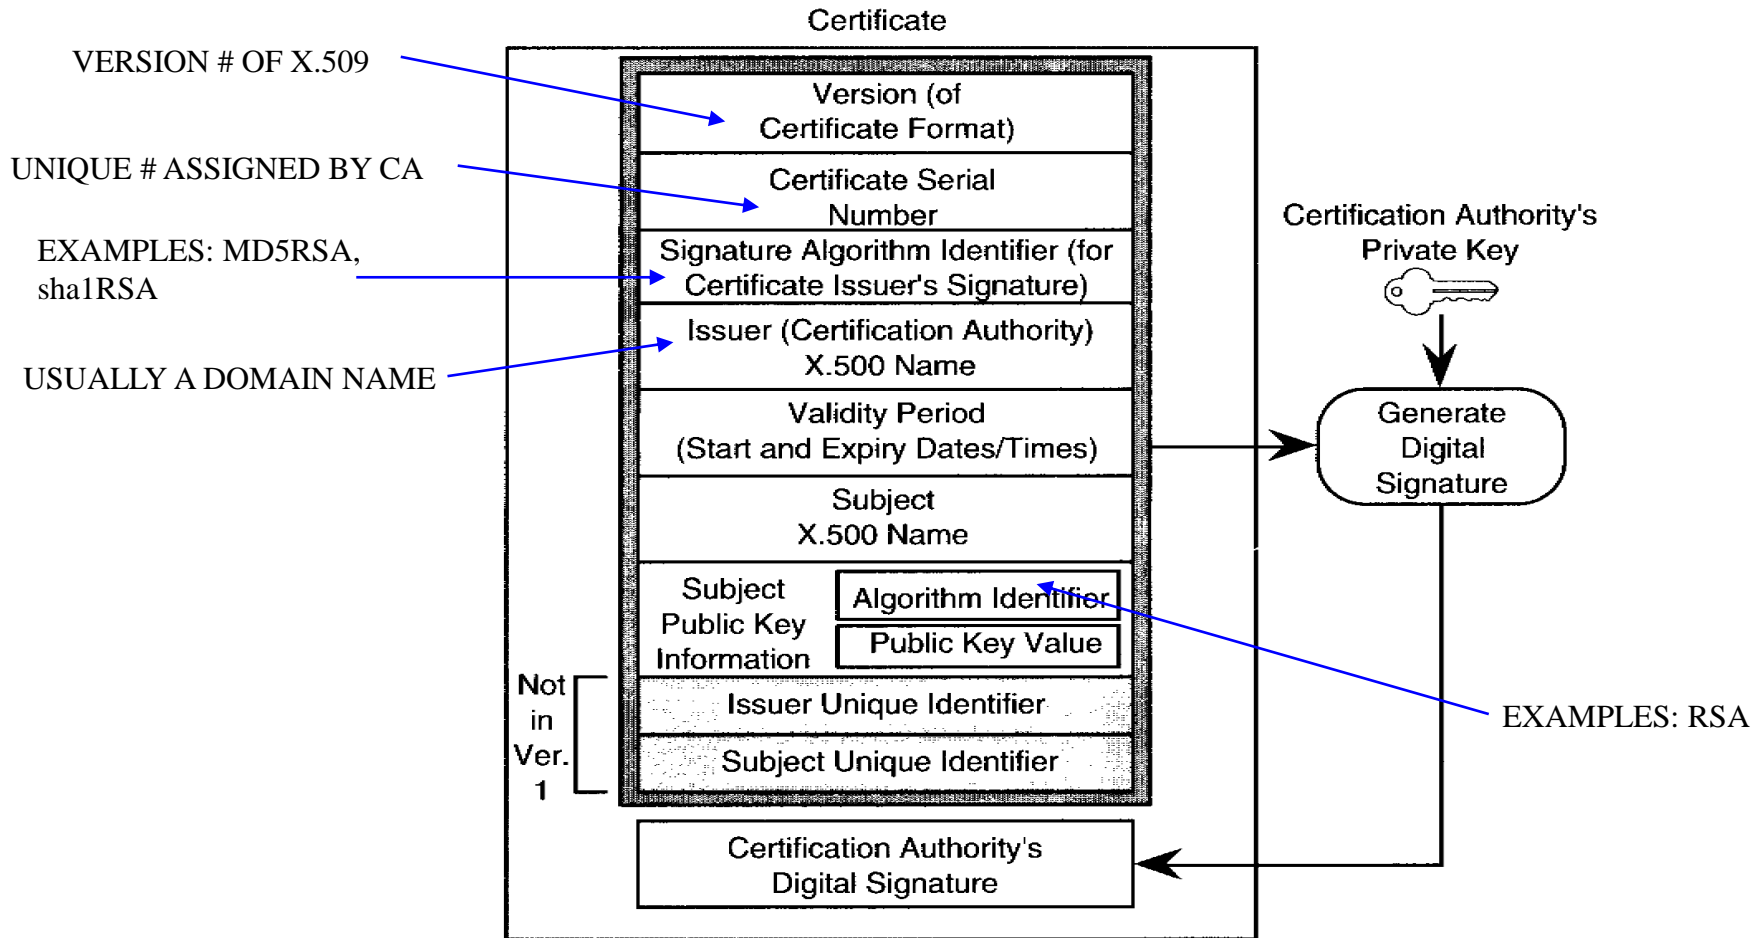 Certificate
VERSION # OF X.509
Version (of
Certificate Format)
UNIQUE # ASSIGNED BY CA
Certificate Serial
Number
EXAMPLES: MD5RSA,
sha1RSA
Signature Algorithm Identifier (for
Certificate Issuer's Signature)
USUALLY A DOMAIN NAME
Issuer (Certification Authority)
X.500 Name
Validity Period
(Start and Expiry Dates/Times)
Subject
X.500 Name
Subject
Public Key
Information
Algorithm Identifier
Public Key Value
EXAMPLES: RSA
Not
in
Ver.
1
Issuer Unique Identifier
Subject Unique Identifier
Certification Authority's
Digital Signature
Certification Authority's
Private Key
Generate
Digital
Signature